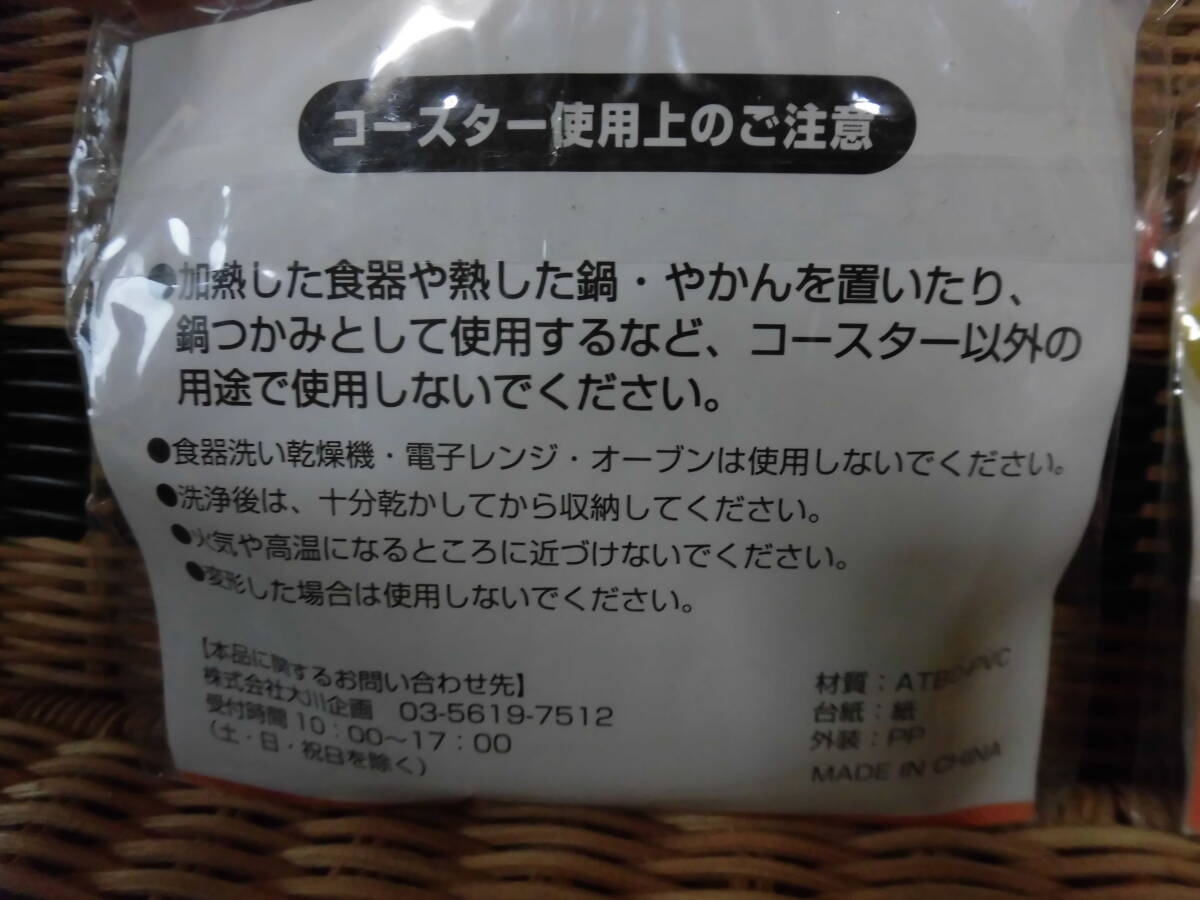 コースター使用上のご注意
●加熱した食器や熱した鍋・やかんを置いたり、
鍋つかみとして使用するなど、コースター以外の
用途で使用しないでください。
●食器洗い乾燥機・電子レンジ・オーブンは使用しないでください。
●洗浄後は、十分乾かしてから収納してください。
●火気や高温になるところに近づけないでください。
●変形した場合は使用しないでください。
【本品に関するお問い合わせ先】
株式会社大川企画 03-5619-7512
受付時間10:00〜17:00
(土・日・祝日を除く)
材質:
台紙:紙
外装:PP
MADE IN CHINA